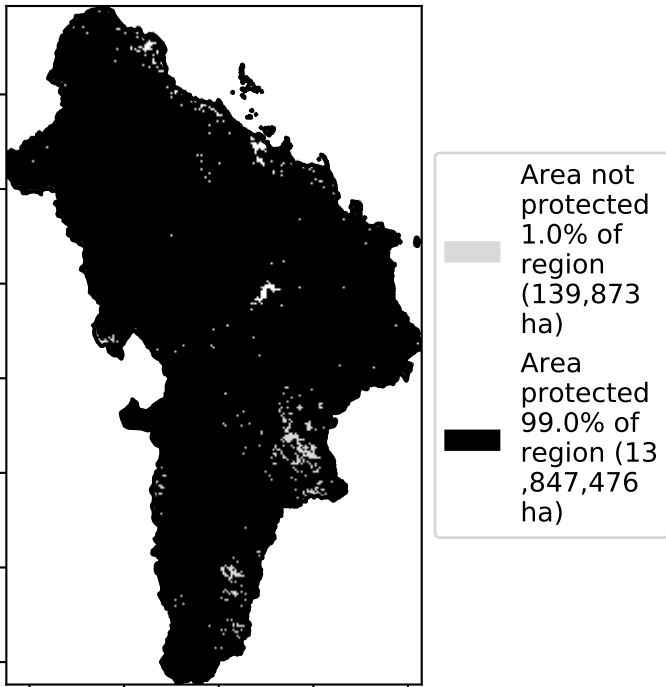 Area not
protected
1.0% of
region
(139,873
ha)
Area
protected
99.0% of
region (13
,847,476
ha)